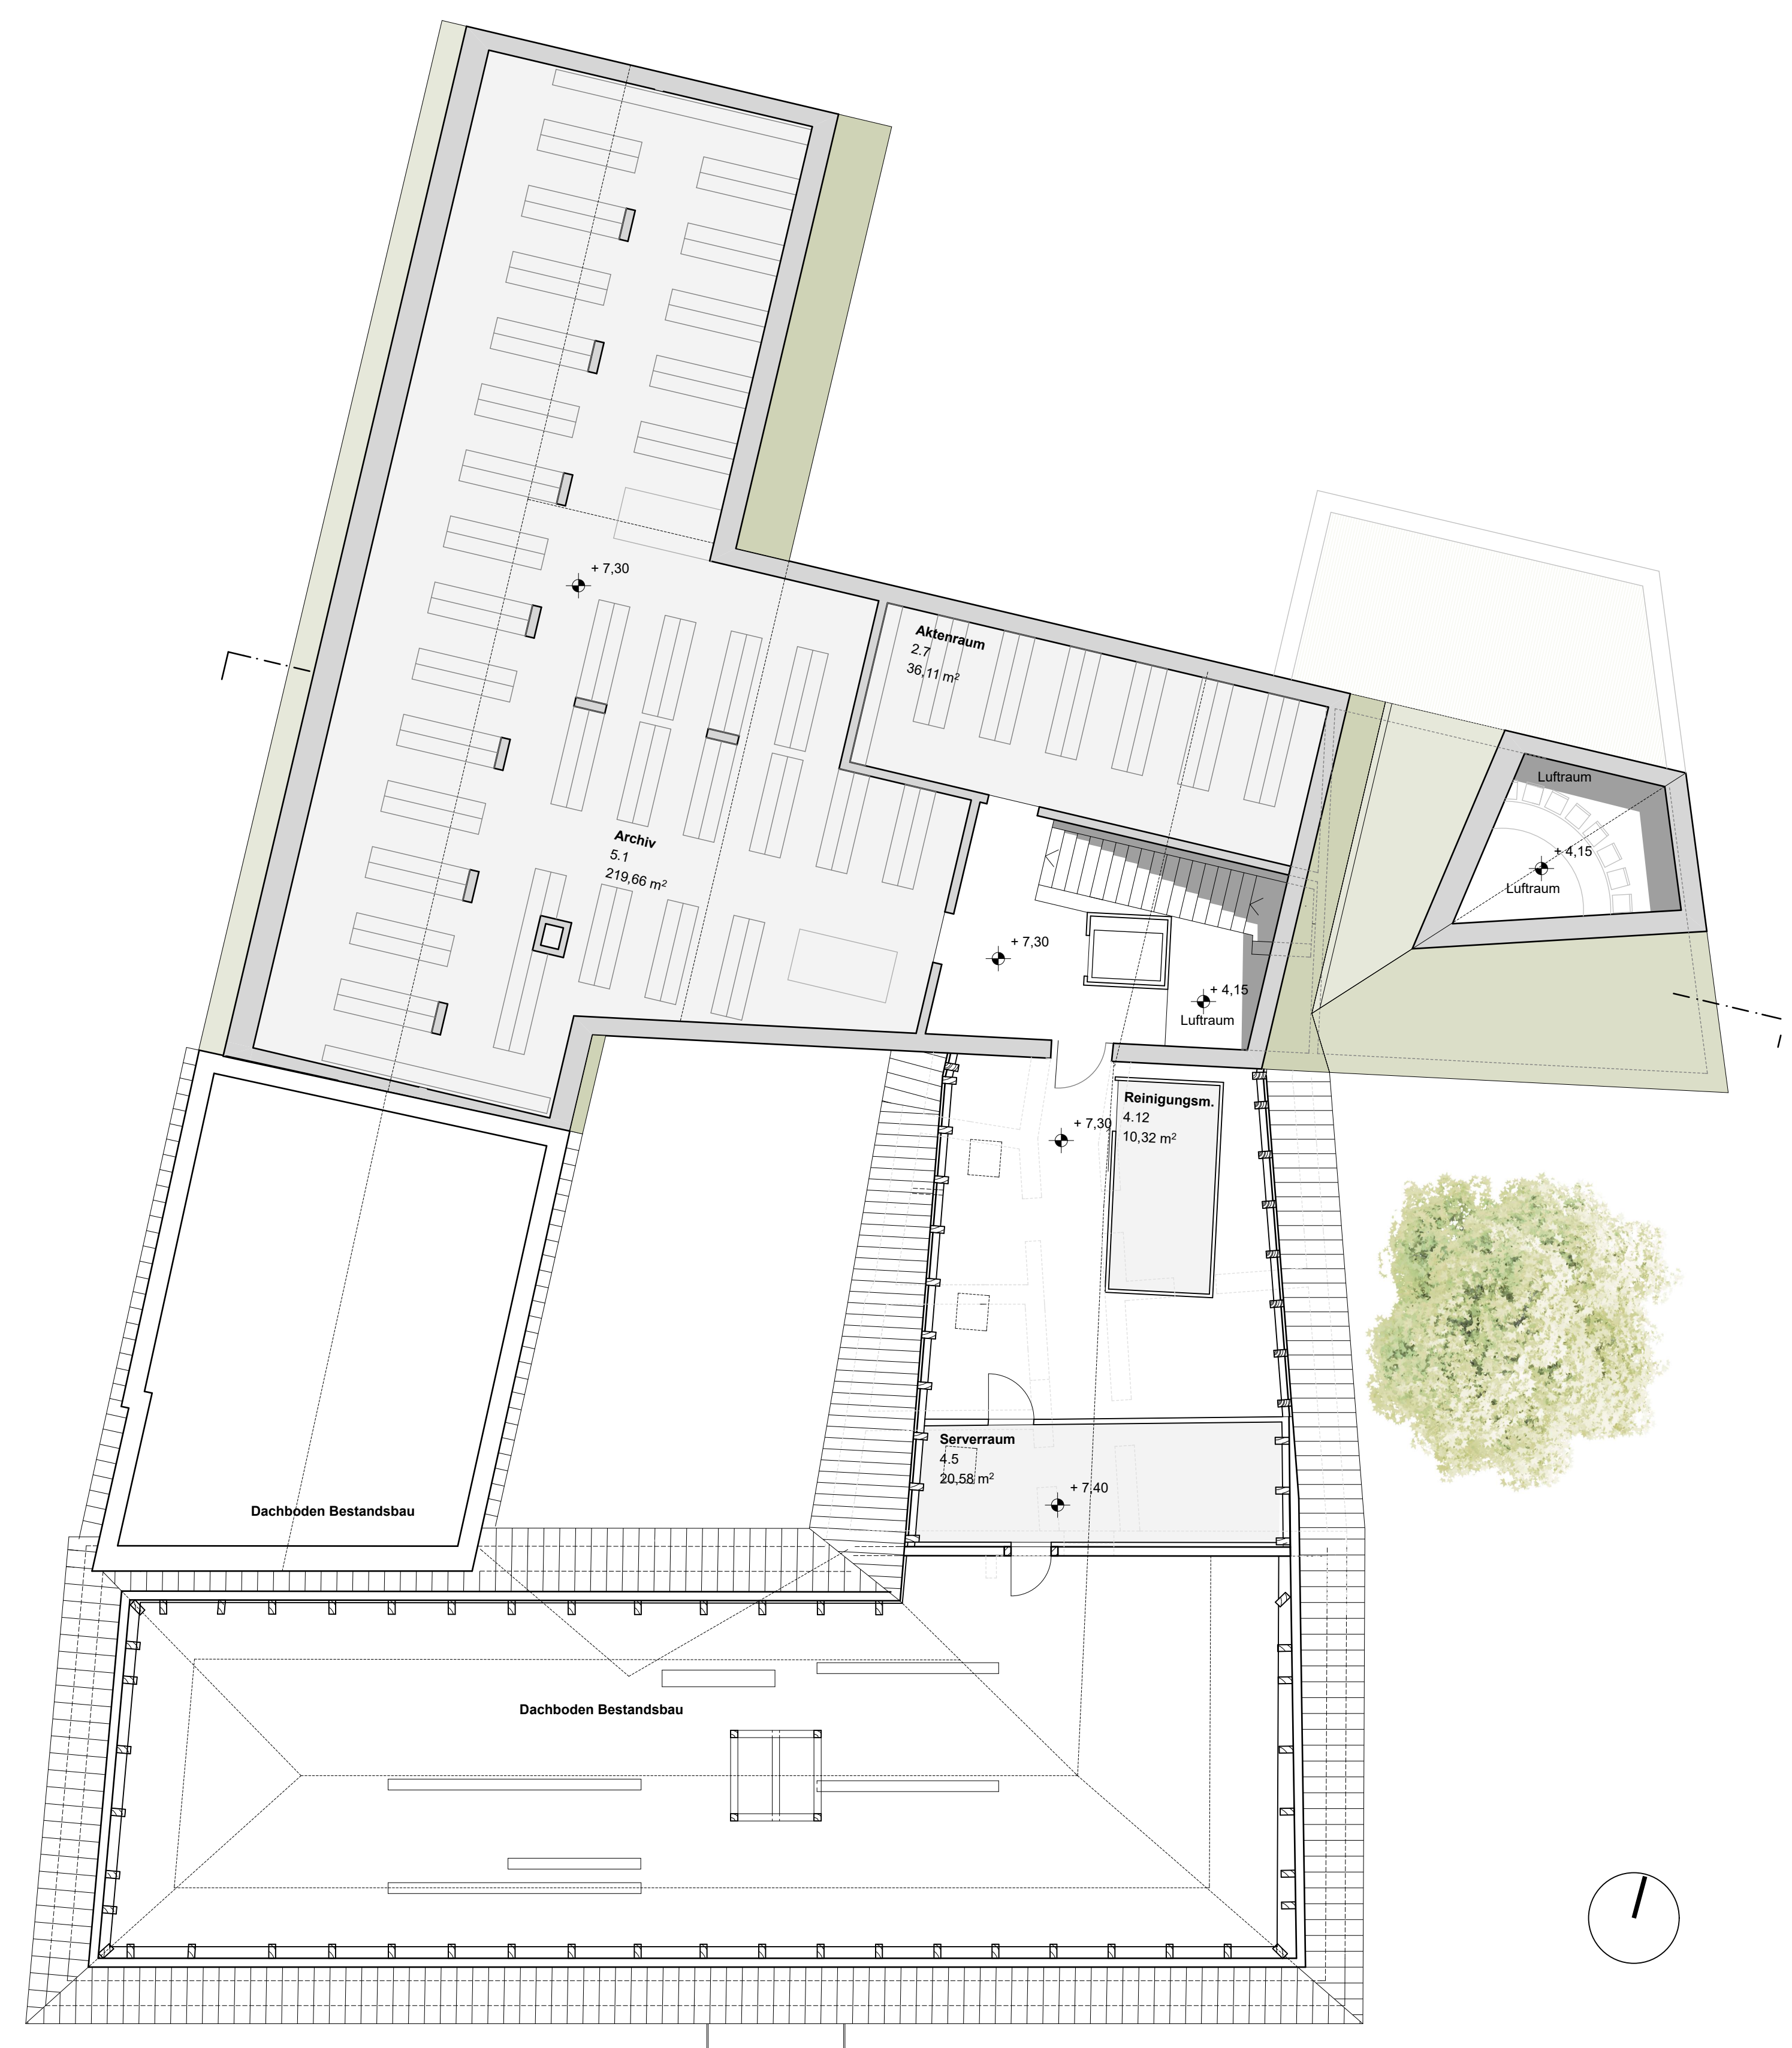 + 7,30
Aktenraum
2.7
36,11 m²
Luftraum
+ 4,15
Luftraum
Archiv
5.1
219,66 m²
+ 7,30
+ 4,15
Luftraum
Reinigungsm.
4.12
10,32 m²
+ 7,30
Serverraum
4.5
20,58 m²
+ 7,40
Dachboden Bestandsbau
Dachboden Bestandsbau